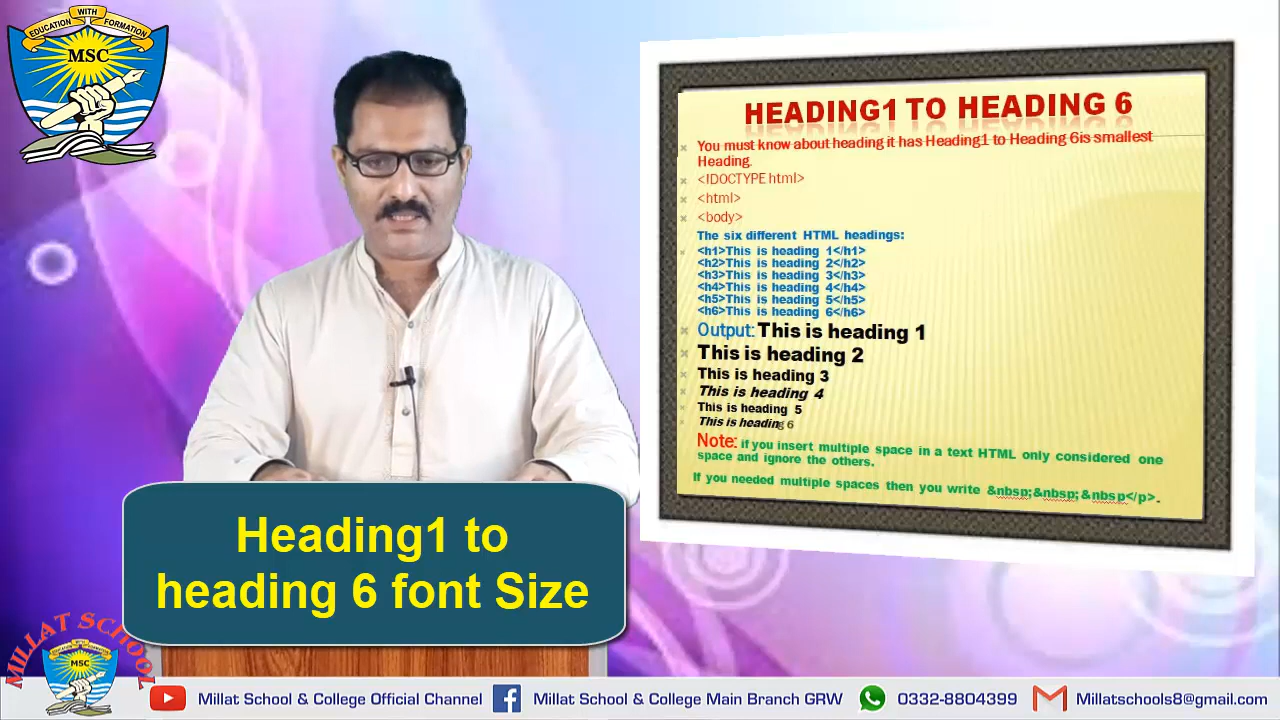 EDUCATION WITH FORMATION
MSC
HEADING1 TO HEADING 6
You must know about heading it has Heading1 to Heading 6is smallest
Heading.
<!DOCTYPE html>
<html>
<body>
The six different HTML headings:
<h1>This is heading 1</h1>
<h2>This is heading 2</h2>
<h3>This is heading 3</h3>
<h4>This is heading 4</h4>
<h5>This is heading 5</h5>
<h6>This is heading 6</h6>
Output: This is heading 1
This is heading 2
This is heading 3
This is heading 4
This is heading 5
This is heading 6
Note: if you insert multiple space in a text HTML only considered one
space and ignore the others.
If you needed multiple spaces then you write &nbsp;&nbsp;&nbsp</p>.
Heading1 to
heading 6 font Size
MILLAT SCHOOL
MSC
Millat School & College Official Channel
Millat School & College Main Branch GRW
0332-8804399
Millatschools8@gmail.com